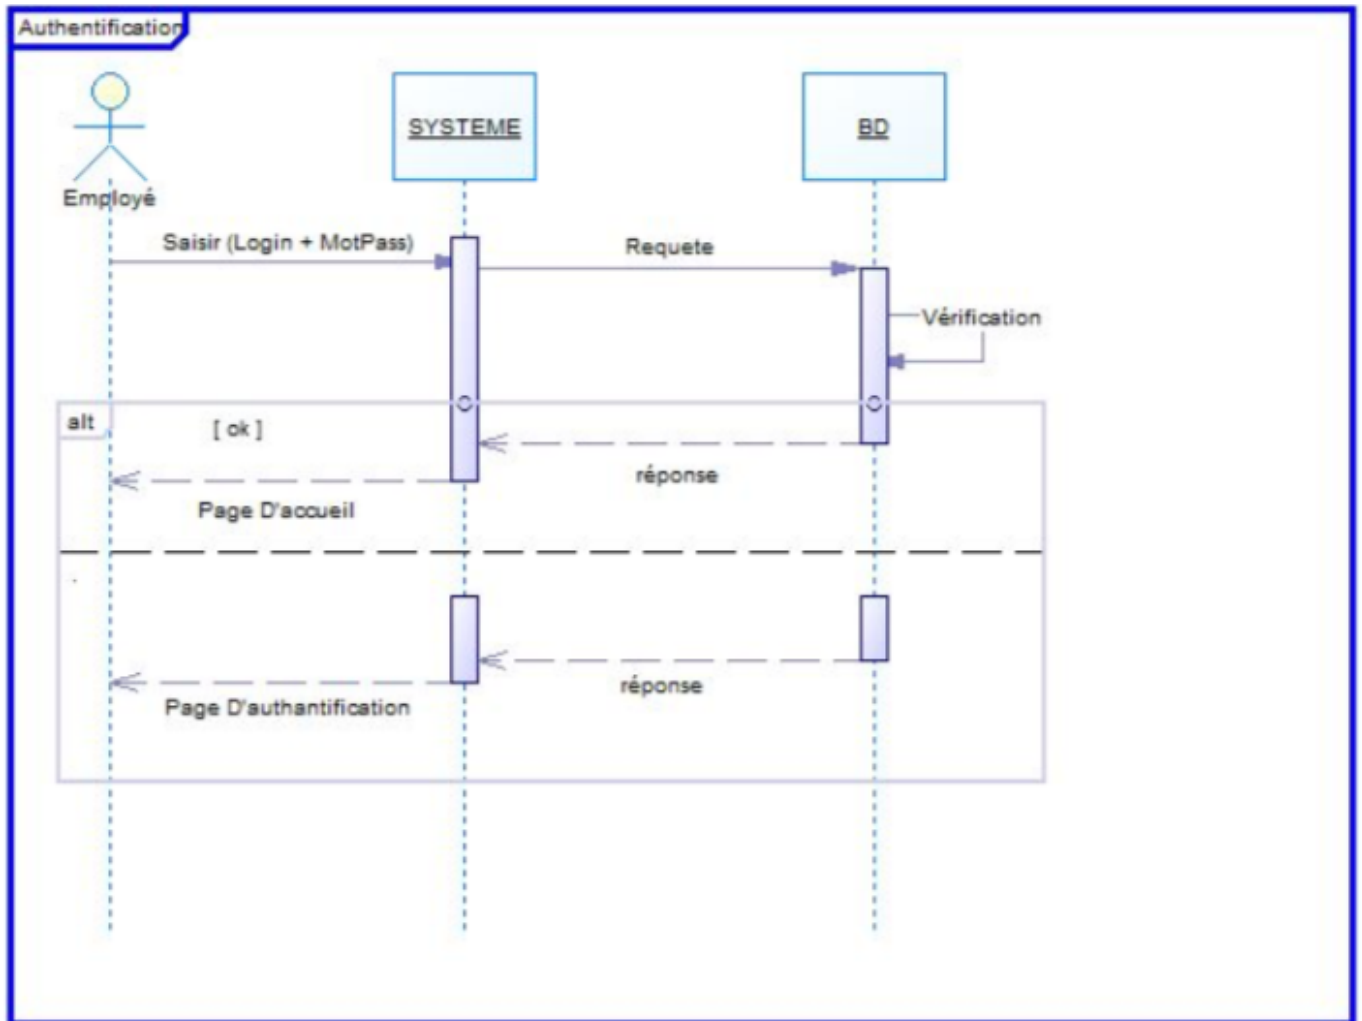 Authentification
SYSTEME
BD
Employé
Saisir (Login + MotPass)
Requete
Vérification
alt
[ ok ]
réponse
Page D'accueil
réponse
Page D'authantification